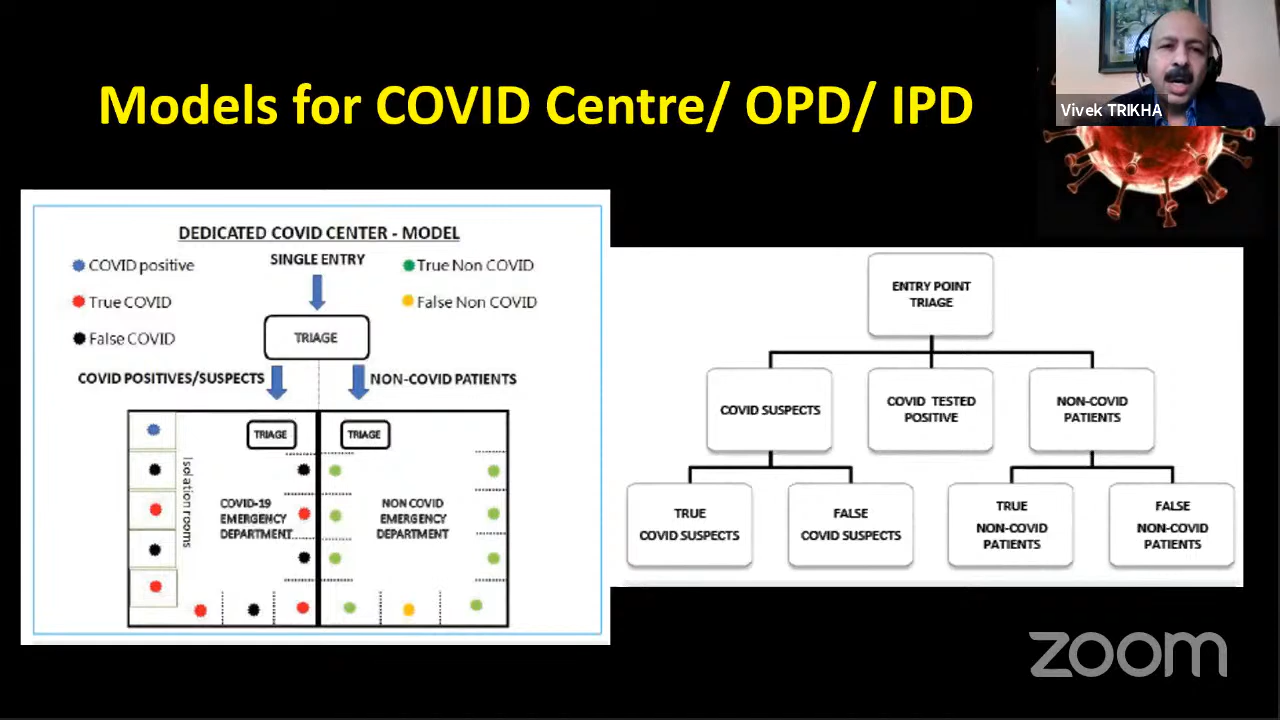 Models for COVID Centre/ OPD/ IPD
Vivek TRIKHA
DEDICATED COVID CENTER - MODEL
COVID positive
SINGLE ENTRY
True Non COVID
True COVID
False Non COVID
False COVID
TRIAGE
COVID POSITIVES/SUSPECTS
NON-COVID PATIENTS
TRIAGE
TRIAGE
Isolation rooms
COVID-19
EMERGENCY
DEPARTMENT
NON COVID
EMERGENCY
DEPARTMENT
ENTRY POINT
TRIAGE
COVID SUSPECTS
COVID TESTED
POSITIVE
NON-COVID
PATIENTS
TRUE
COVID SUSPECTS
FALSE
COVID SUSPECTS
TRUE
NON-COVID
PATIENTS
FALSE
NON-COVID
PATIENTS
zoom